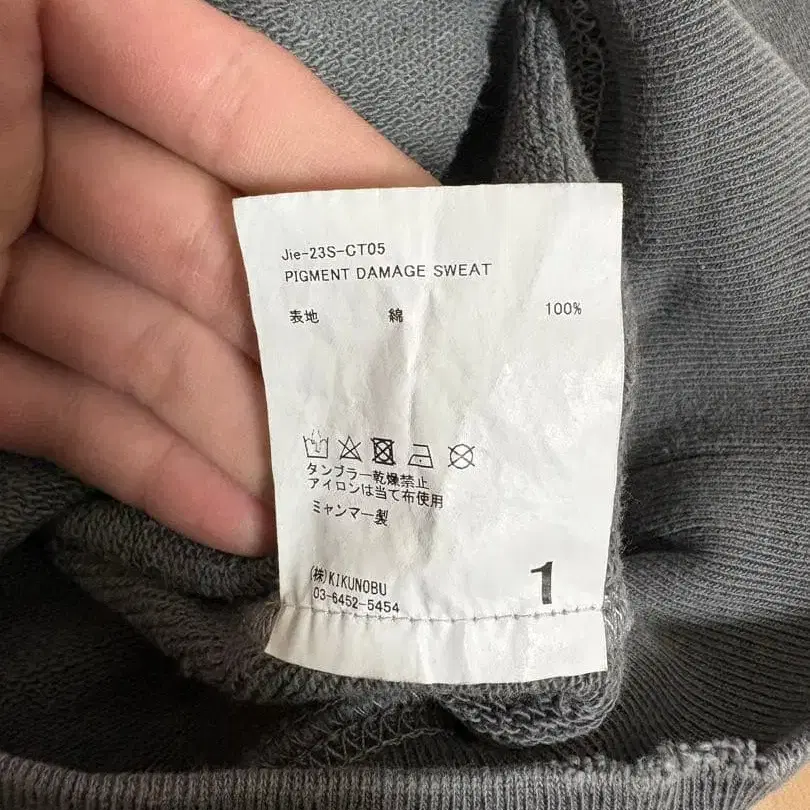 Jie-23S-CT05
PIGMENT DAMAGE SWEAT
表地 綿 100%
タンブラー乾燥禁止
アイロンは当て布使用
ミャンマー製
(株)KIKUNOBU
03-6452-5454
1